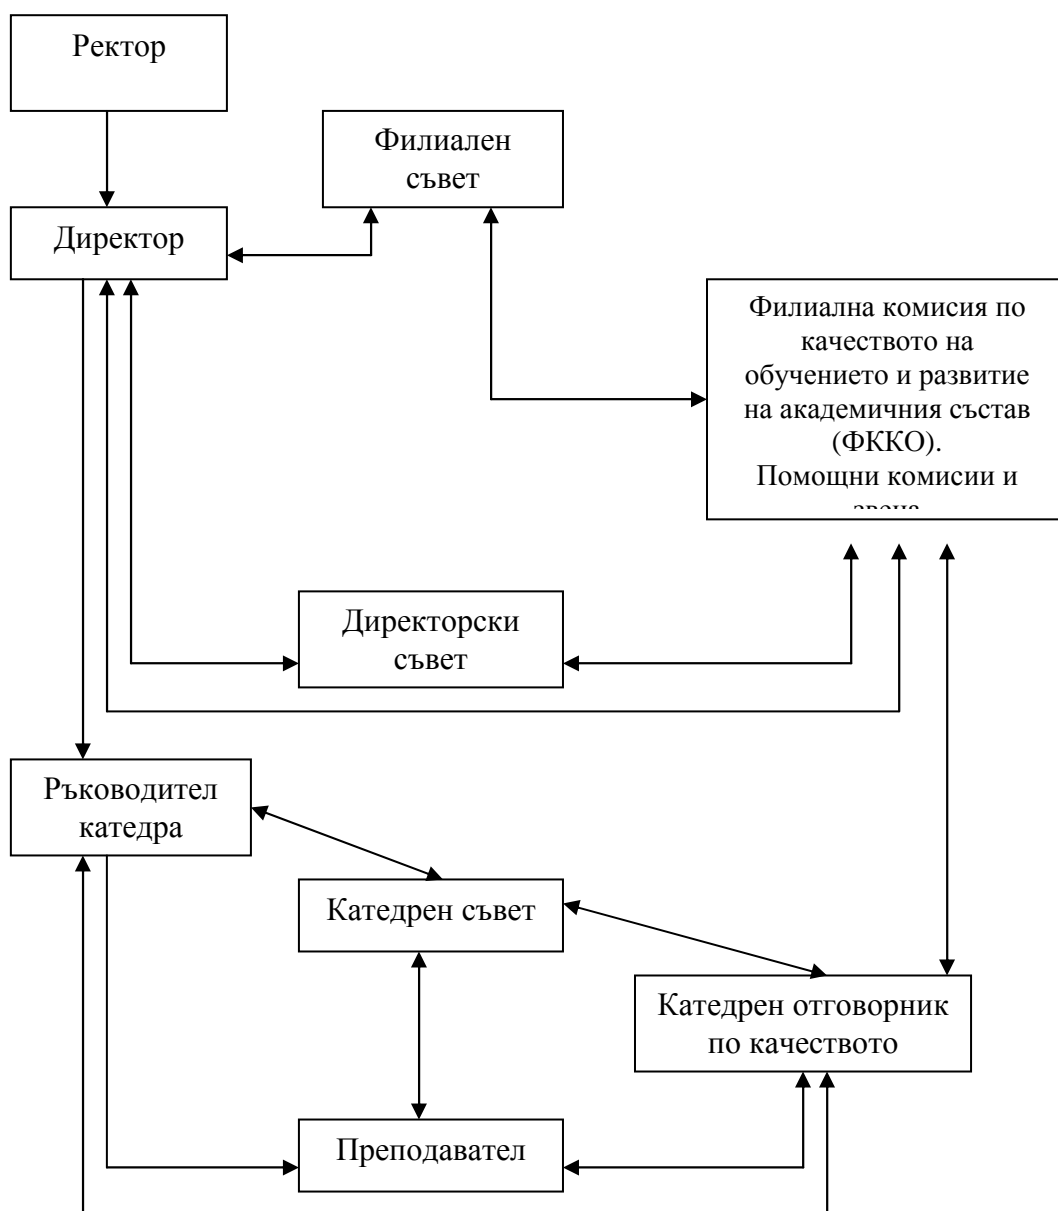 Ректор
Филиален
съвет
Директор
Филиална комисия по
качеството на
обучението и развитие
на академичния състав
(ФККО).
Помощни комисии и
звена
Директорски
съвет
Ръководител
катедра
Катедрен съвет
Катедрен отговорник
по качеството
Преподавател